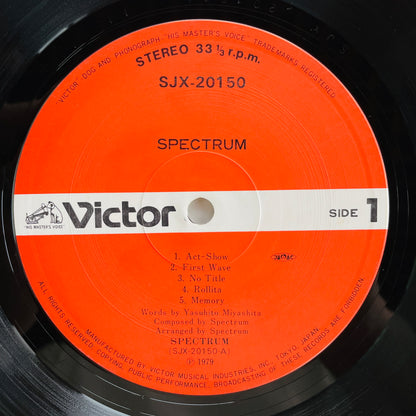 VICTOR "DOG AND PHONOGRAPH" "HIS MASTER'S VOICE" TRADEMARKS REGISTERED
STEREO 33 1/3 r.p.m.
SJX-20150
SPECTRUM
"HIS MASTER'S VOICE"
Victor
SIDE 1
1. Act-Show
2. First Wave
3. No Title
4. Rollita
5. Memory
Words by Yasuhito Miyashita
Composed by Spectrum
Arranged by Spectrum
SPECTRUM
(SJX-20150-A)
Ⓟ 1979
ALL RIGHTS RESERVED. UNAUTHORIZED COPYING, PUBLIC PERFORMANCE, BROADCASTING OF THESE RECORDS ARE FORBIDDEN.
MANUFACTURED BY VICTOR MUSICAL INDUSTRIES, INC., TOKYO, JAPAN